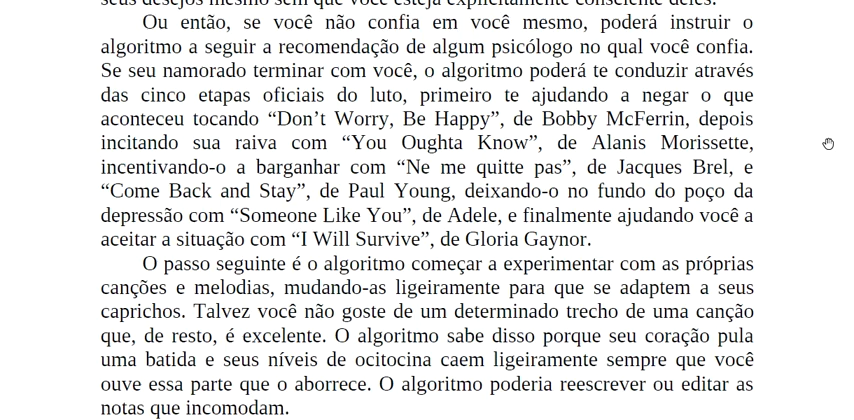 seus desejos mesmo sem que você esteja explicitamente consciente deles.
Ou então, se você não confia em você mesmo, poderá instruir o
algoritmo a seguir a recomendação de algum psicólogo no qual você confia.
Se seu namorado terminar com você, o algoritmo poderá te conduzir através
das cinco etapas oficiais do luto, primeiro te ajudando a negar o que
aconteceu tocando “Don’t Worry, Be Happy”, de Bobby McFerrin, depois
incitando sua raiva com “You Oughta Know”, de Alanis Morissette,
incentivando-o a barganhar com “Ne me quitte pas”, de Jacques Brel, e
“Come Back and Stay”, de Paul Young, deixando-o no fundo do poço da
depressão com “Someone Like You”, de Adele, e finalmente ajudando você a
aceitar a situação com “I Will Survive”, de Gloria Gaynor.
O passo seguinte é o algoritmo começar a experimentar com as próprias
canções e melodias, mudando-as ligeiramente para que se adaptem a seus
caprichos. Talvez você não goste de um determinado trecho de uma canção
que, de resto, é excelente. O algoritmo sabe disso porque seu coração pula
uma batida e seus níveis de ocitocina caem ligeiramente sempre que você
ouve essa parte que o aborrece. O algoritmo poderia reescrever ou editar as
notas que incomodam.